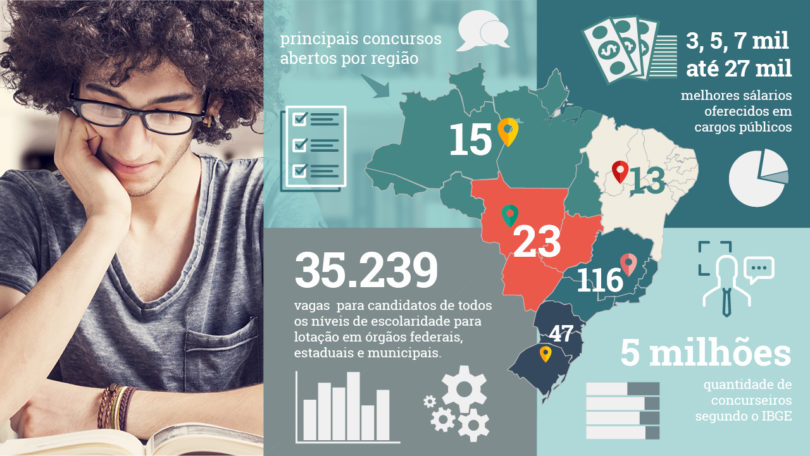 principais concursos
abertos por região
3, 5, 7 mil
até 27 mil
melhores sálarios
oferecidos em
cargos públicos
15
13
23
116
47
35.239
vagas para candidatos de todos
os níveis de escolaridade para
lotação em órgãos federais,
estaduais e municipais.
5 milhões
quantidade de
concurseiros
segundo o IBGE